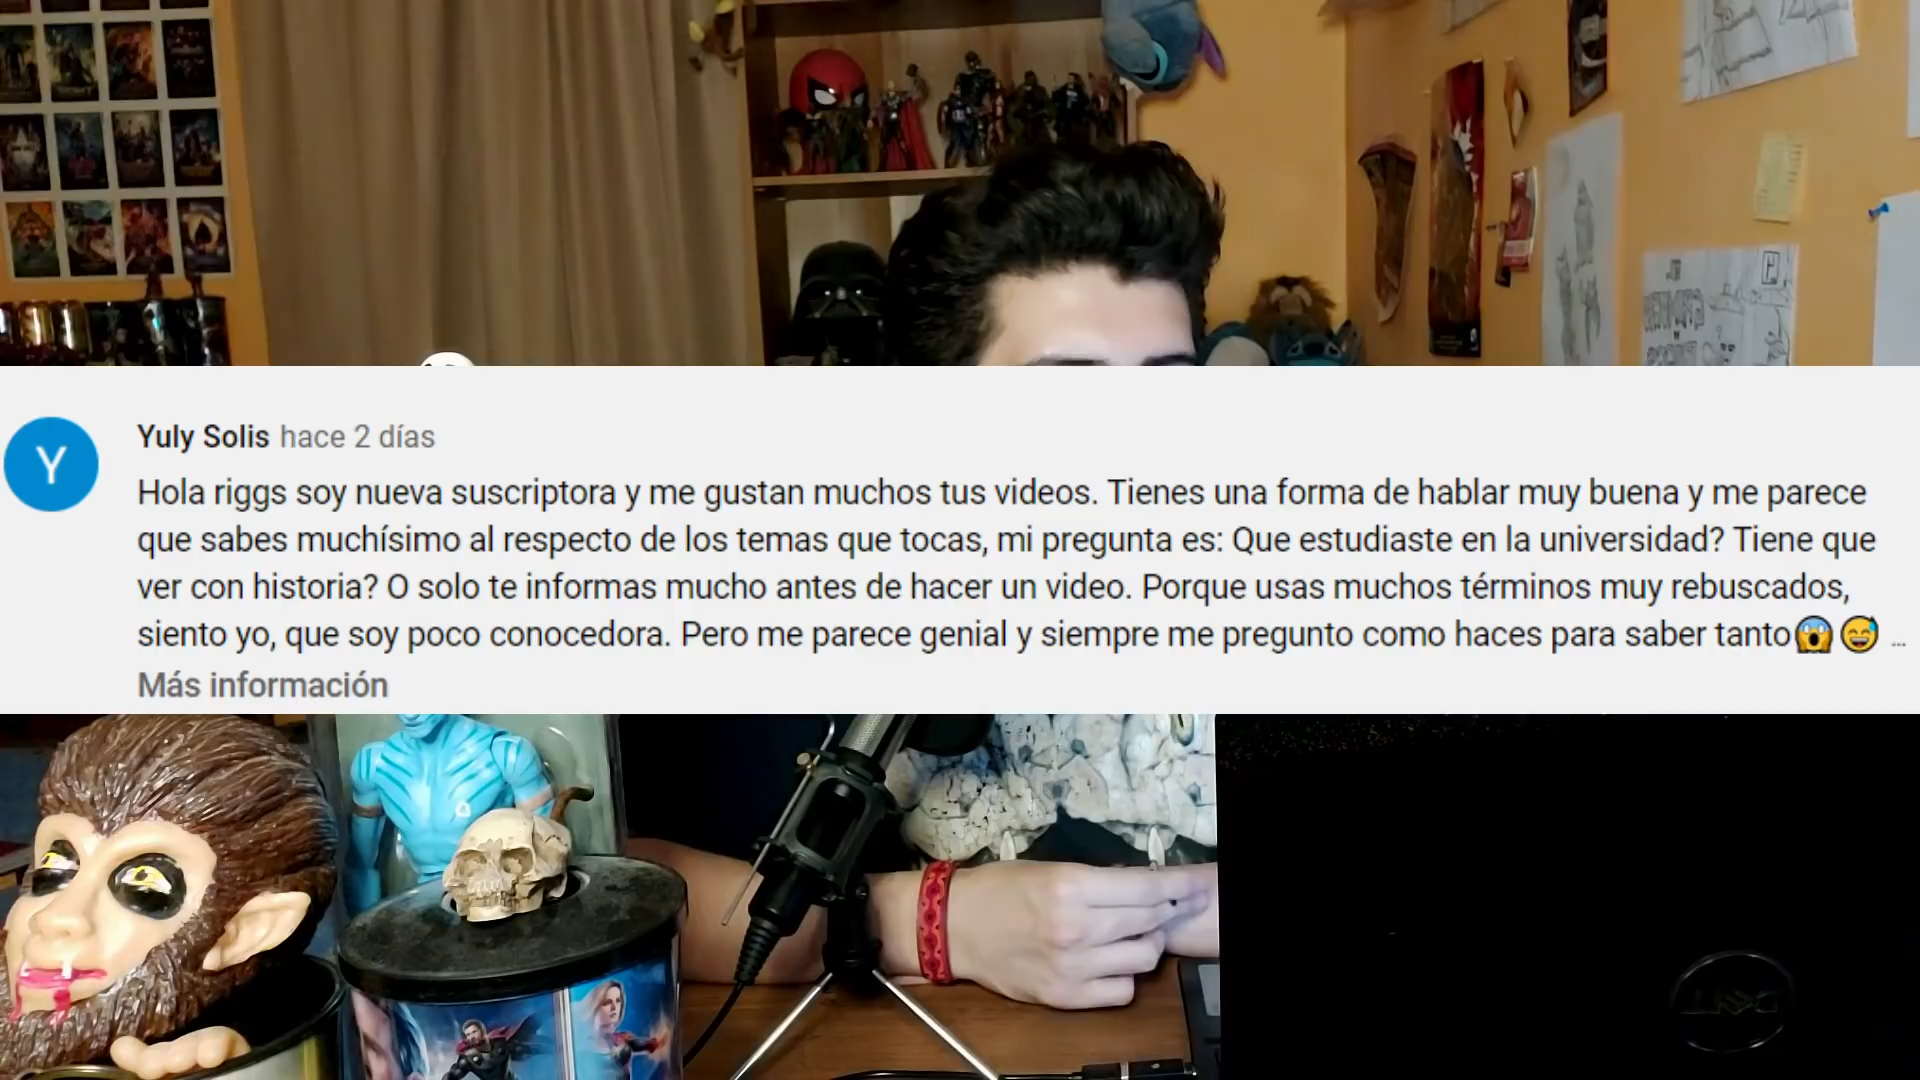 Y
Yuly Solis hace 2 días
Hola riggs soy nueva suscriptora y me gustan muchos tus videos. Tienes una forma de hablar muy buena y me parece
que sabes muchísimo al respecto de los temas que tocas, mi pregunta es: Que estudiaste en la universidad? Tiene que
ver con historia? O solo te informas mucho antes de hacer un video. Porque usas muchos términos muy rebuscados,
siento yo, que soy poco conocedora. Pero me parece genial y siempre me pregunto como haces para saber tanto😱😅 ...
Más información